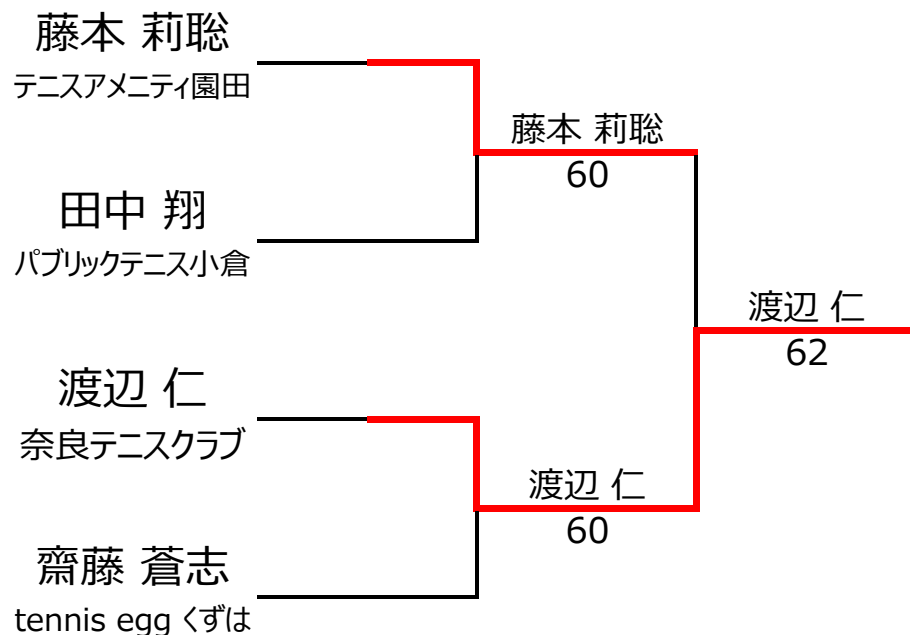 藤本 莉聡
テニスアメニティ園田
藤本 莉聡
60
田中 翔
パブリックテニス小倉
渡辺 仁
62
渡辺 仁
奈良テニスクラブ
渡辺 仁
60
齋藤 蒼志
tennis egg くずは